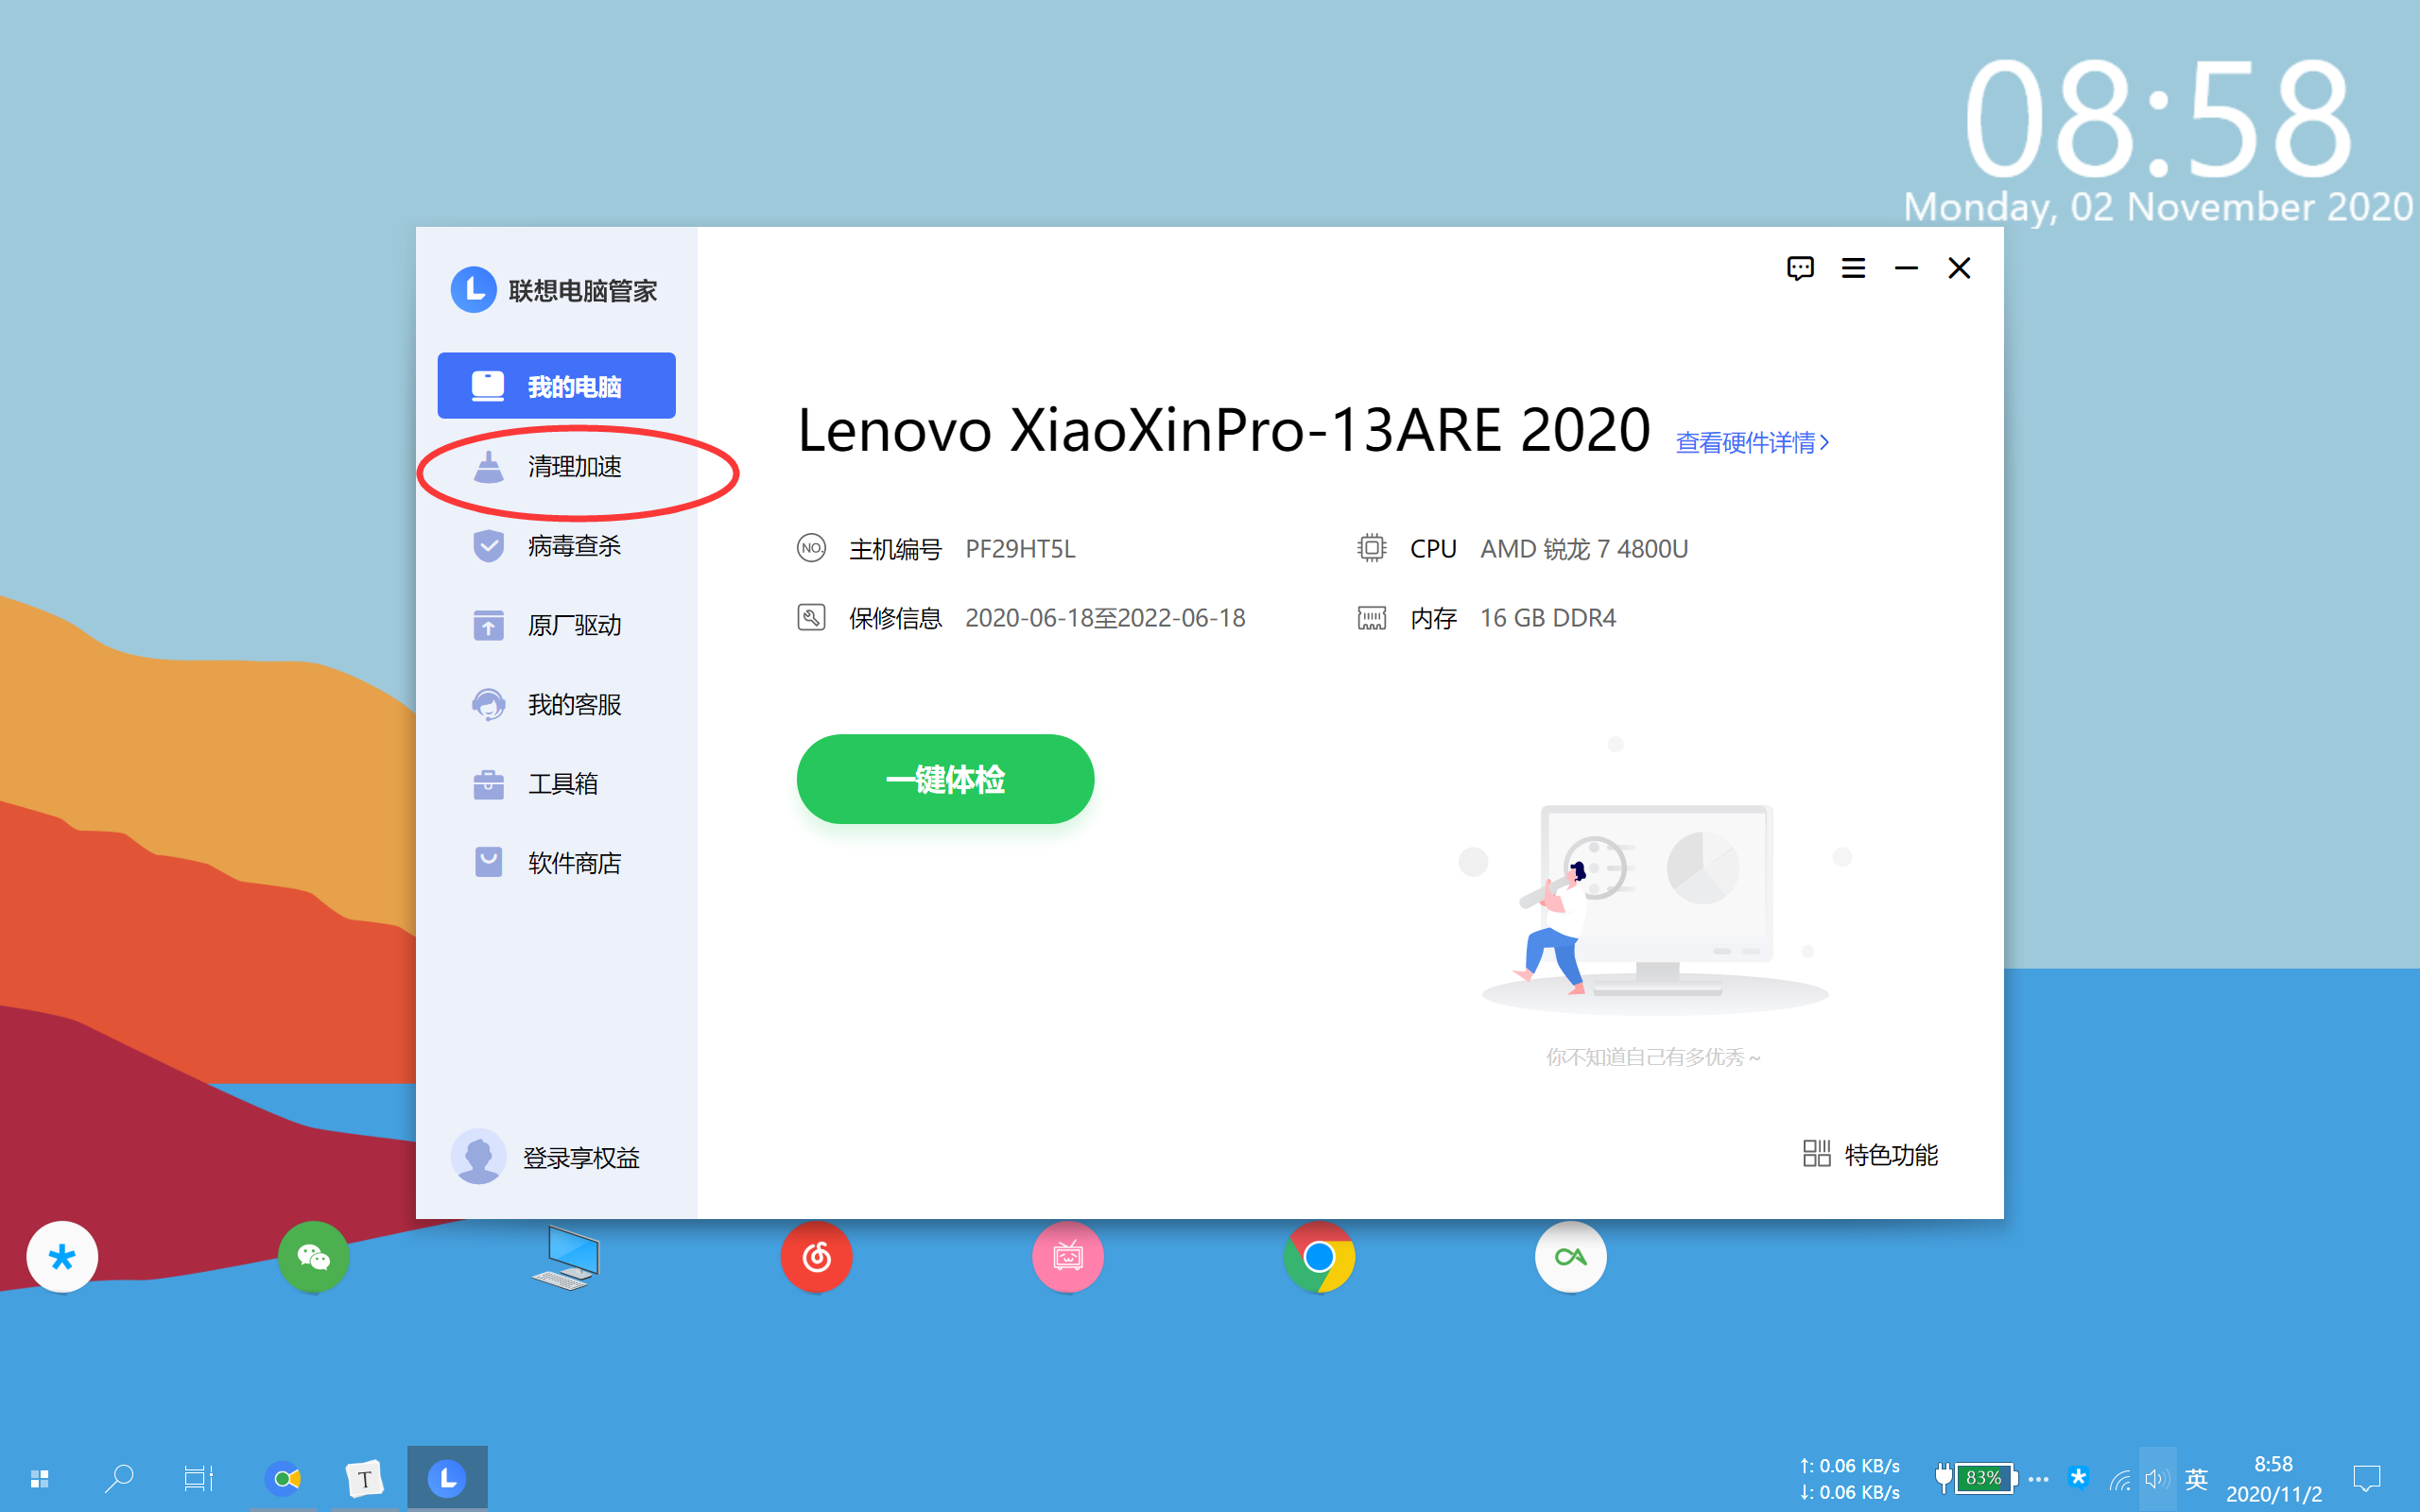 08:58
Monday, 02 November 2020
联想电脑管家
我的电脑
清理加速
病毒查杀
原厂驱动
我的客服
工具箱
软件商店
登录享权益
Lenovo XiaoXinPro-13ARE 2020 查看硬件详情
NO. 主机编号 PF29HT5L
CPU AMD 锐龙 7 4800U
保修信息 2020-06-18至2022-06-18
内存 16 GB DDR4
一键体检
你不知道自己有多优秀~
特色功能
T
↑: 0.06 KB/s
↓: 0.06 KB/s
83%
英
8:58
2020/11/2